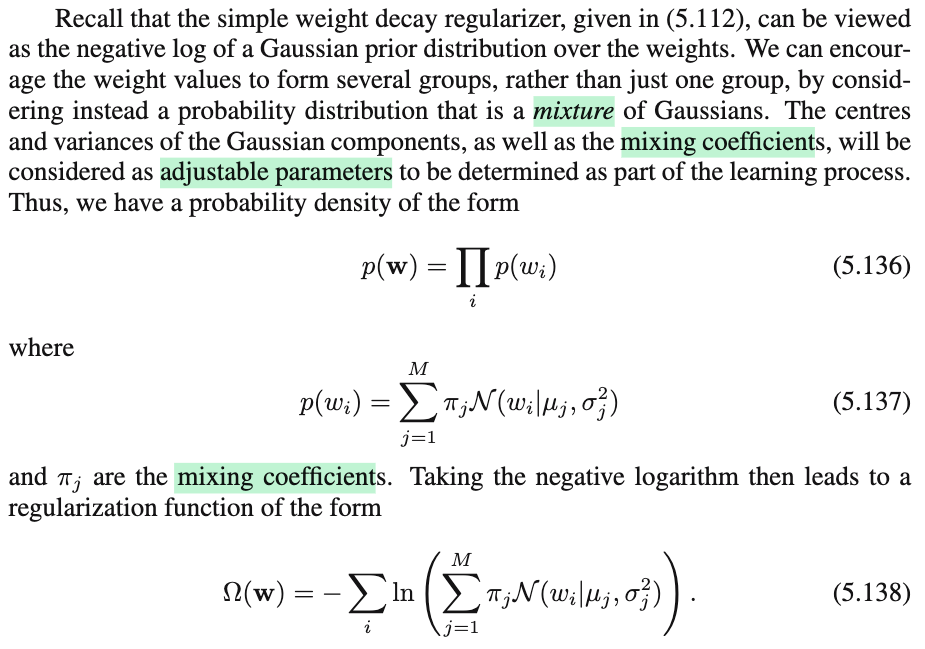 Recall that the simple weight decay regularizer, given in (5.112), can be viewed
as the negative log of a Gaussian prior distribution over the weights. We can encour-
age the weight values to form several groups, rather than just one group, by consid-
ering instead a probability distribution that is a mixture of Gaussians. The centres
and variances of the Gaussian components, as well as the mixing coefficients, will be
considered as adjustable parameters to be determined as part of the learning process.
Thus, we have a probability density of the form
p(w) = ∏_i p(w_i) (5.136)
where
p(w_i) = ∑_{j=1}^{M} π_j 𝒩(w_i|μ_j, σ_j^2) (5.137)
and π_j are the mixing coefficients. Taking the negative logarithm then leads to a
regularization function of the form
Ω(w) = − ∑_i ln ( ∑_{j=1}^{M} π_j 𝒩(w_i|μ_j, σ_j^2) ) . (5.138)